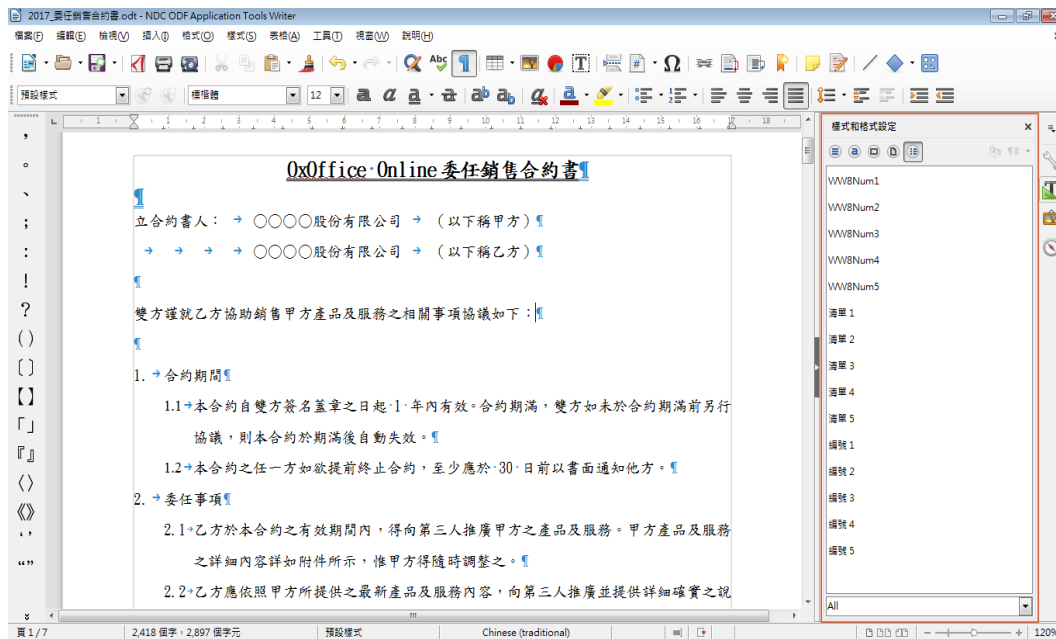 2017_委任銷售合約書.odt - NDC ODF Application Tools Writer
檔案(F) 編輯(E) 檢視(V) 插入(I) 格式(O) 樣式(S) 表格(A) 工具(T) 視窗(W) 說明(H)
預設樣式 標楷體 12
樣式和格式設定
OxOffice Online 委任銷售合約書
立合約書人： ○○○○股份有限公司 （以下稱甲方）
○○○○股份有限公司 （以下稱乙方）
雙方謹就乙方協助銷售甲方產品及服務之相關事項協議如下：
1. 合約期間
1.1 本合約自雙方簽名蓋章之日起 1 年內有效。合約期滿，雙方如未於合約期滿前另行
協議，則本合約於期滿後自動失效。
1.2 本合約之任一方如欲提前終止合約，至少應於 30 日前以書面通知他方。
2. 委任事項
2.1 乙方於本合約之有效期間內，得向第三人推廣甲方之產品及服務。甲方產品及服務
之詳細內容詳如附件所示，惟甲方得隨時調整之。
2.2 乙方應依照甲方所提供之最新產品及服務內容，向第三人推廣並提供詳細確實之說
WW8Num1
WW8Num2
WW8Num3
WW8Num4
WW8Num5
清單 1
清單 2
清單 3
清單 4
清單 5
編號 1
編號 2
編號 3
編號 4
編號 5
All
頁 1 / 7 2,418 個字，2,897 個字元 預設樣式 Chinese (traditional) 120%